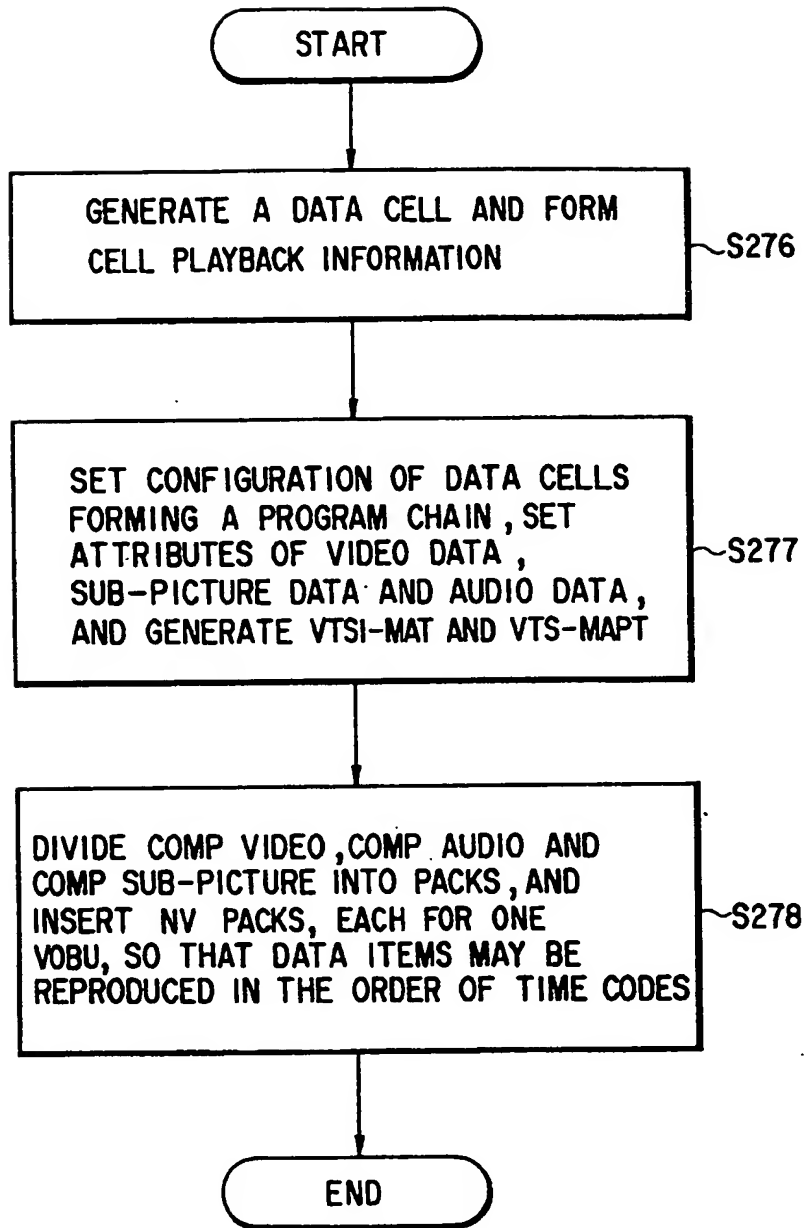 START
GENERATE A DATA CELL AND FORM
CELL PLAYBACK INFORMATION
S276
SET CONFIGURATION OF DATA CELLS
FORMING A PROGRAM CHAIN, SET
ATTRIBUTES OF VIDEO DATA,
SUB-PICTURE DATA AND AUDIO DATA,
AND GENERATE VTSI-MAT AND VTS-MAPT
S277
DIVIDE COMP VIDEO, COMP AUDIO AND
COMP SUB-PICTURE INTO PACKS, AND
INSERT NV PACKS, EACH FOR ONE
VOBU, SO THAT DATA ITEMS MAY BE
REPRODUCED IN THE ORDER OF TIME CODES
S278
END